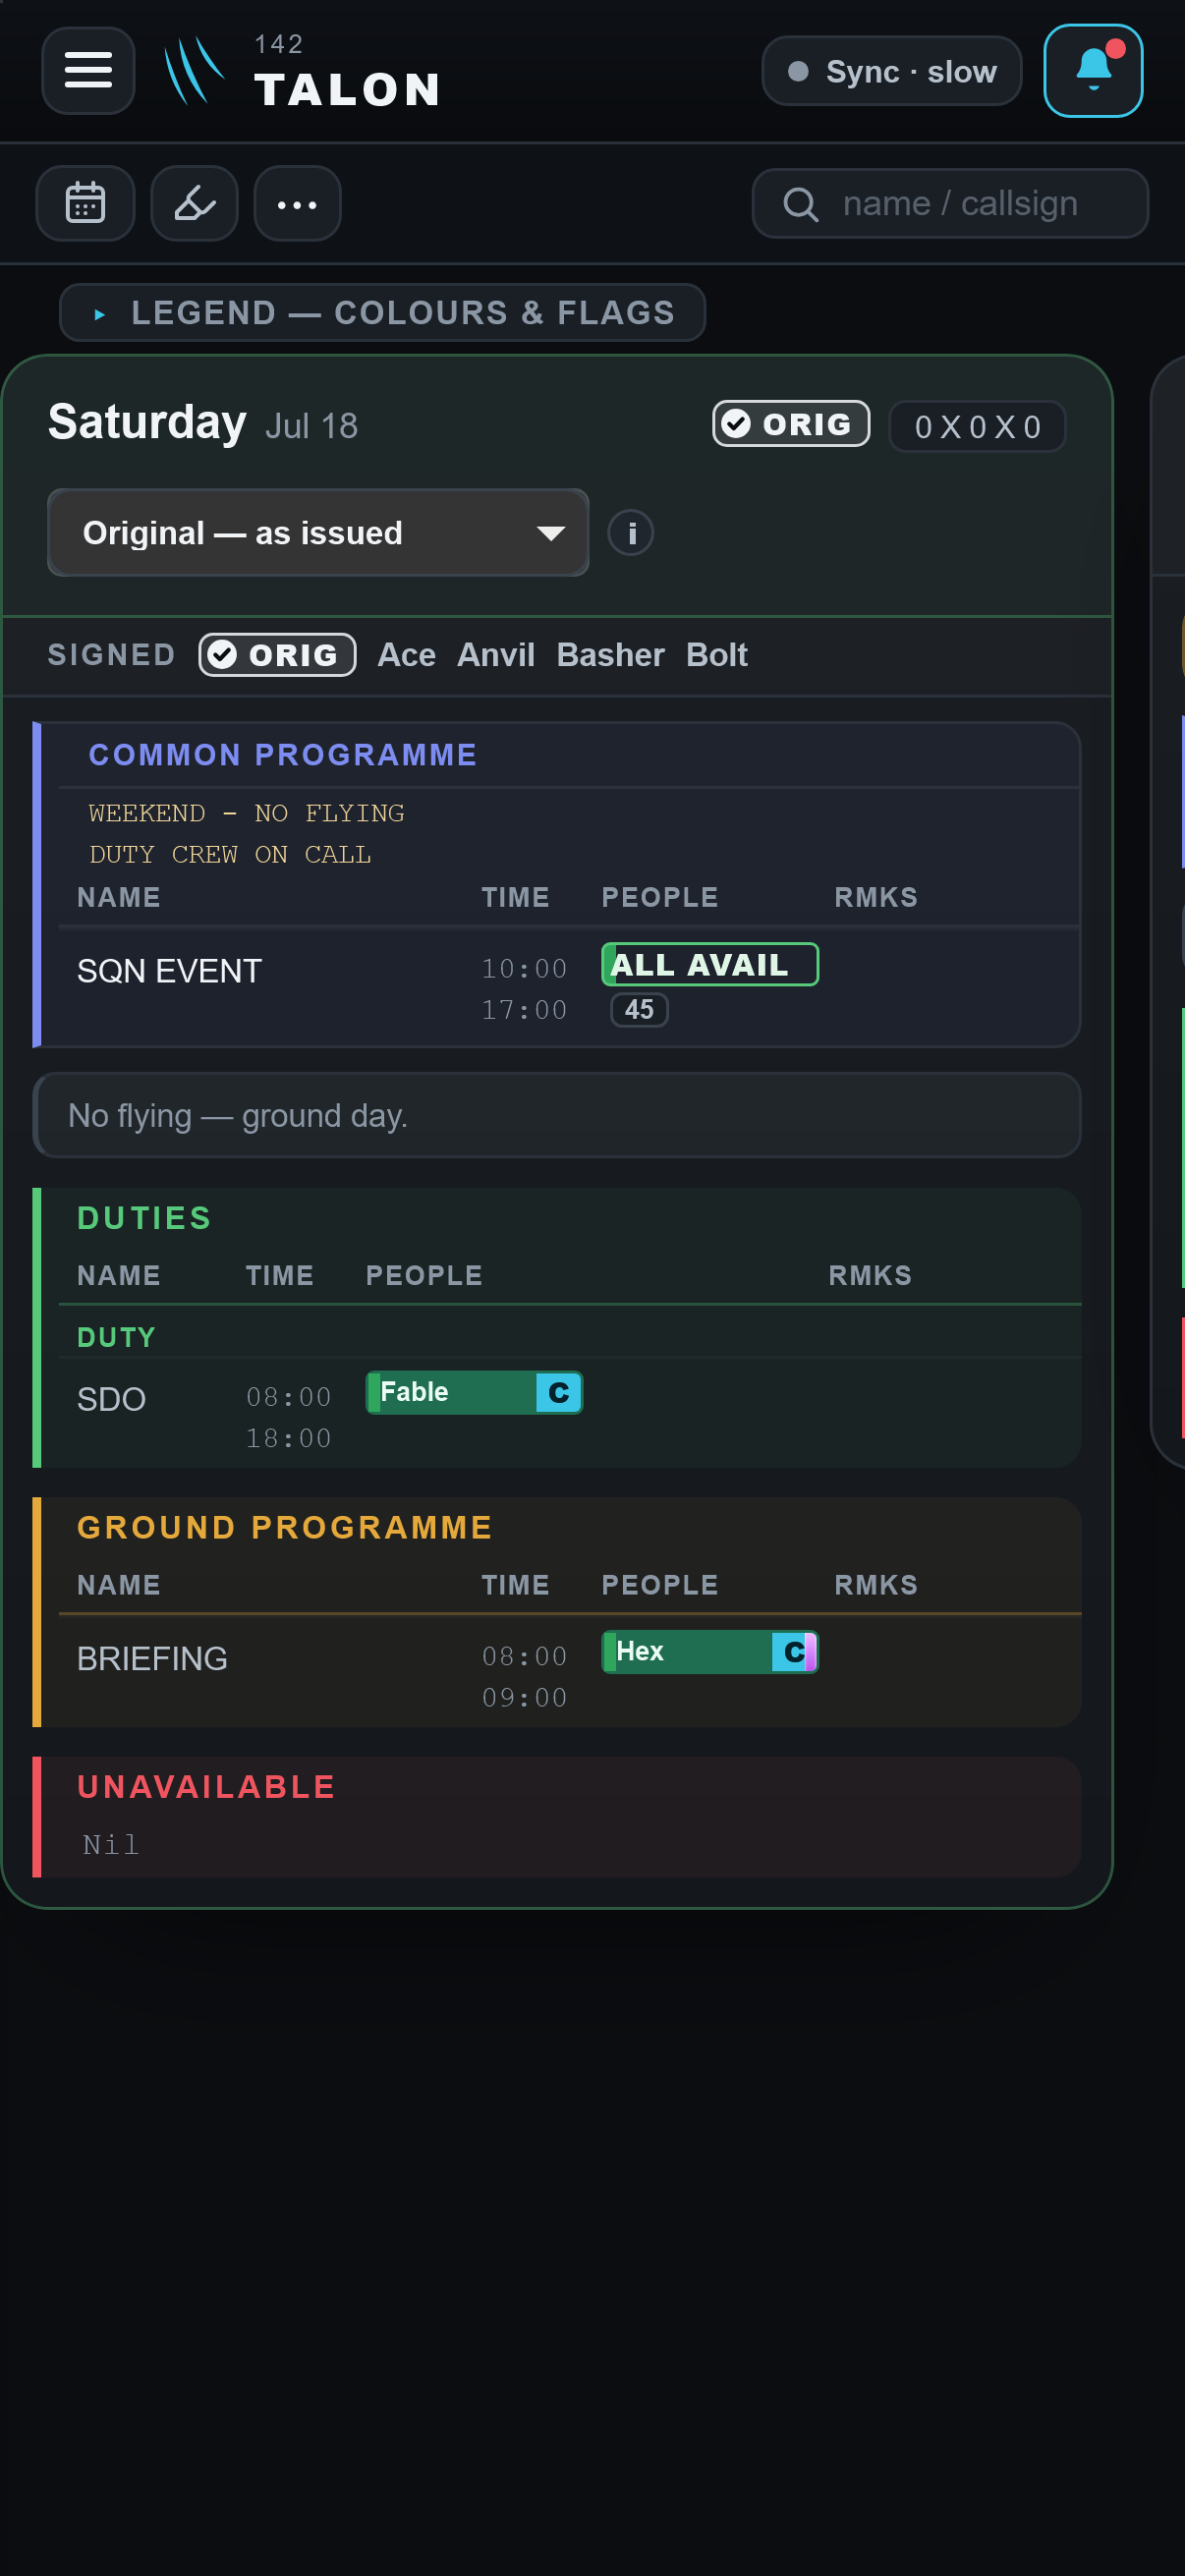 142
TALON
Sync · slow
name / callsign
LEGEND — COLOURS & FLAGS
Saturday Jul 18 ORIG 0 X 0 X 0
Original — as issued i
SIGNED ORIG Ace Anvil Basher Bolt
COMMON PROGRAMME
WEEKEND – NO FLYING
DUTY CREW ON CALL
NAME TIME PEOPLE RMKS
SQN EVENT 10:00 ALL AVAIL
17:00 45
No flying — ground day.
DUTIES
NAME TIME PEOPLE RMKS
DUTY
SDO 08:00 Fable C
18:00
GROUND PROGRAMME
NAME TIME PEOPLE RMKS
BRIEFING 08:00 Hex C
09:00
UNAVAILABLE
Nil